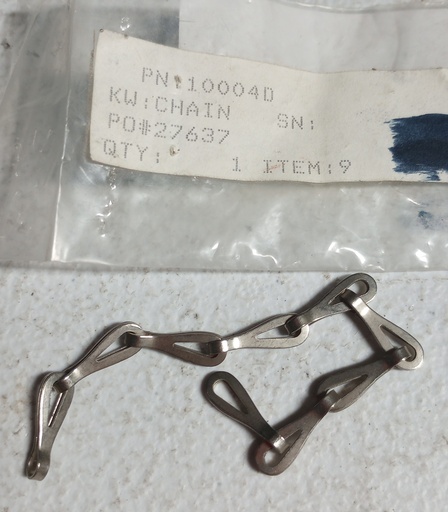 PN:10004D
KW:CHAIN SN:
PO#27637
QTY: 1 ITEM:9